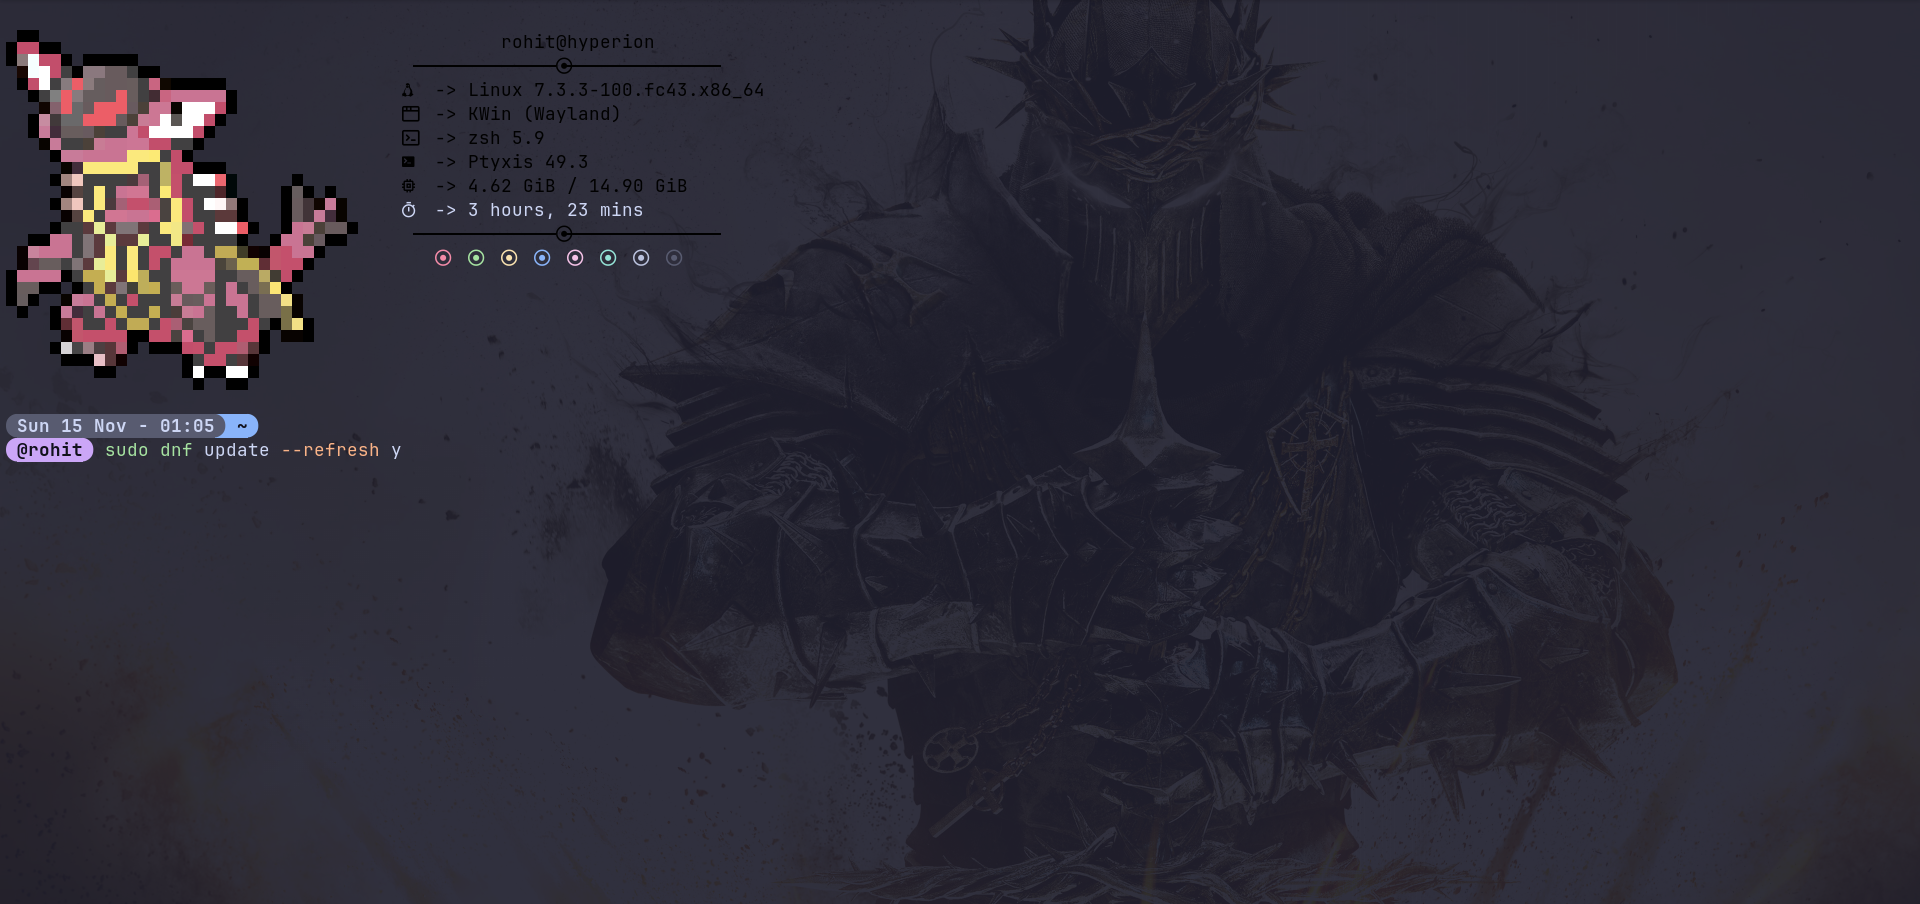 rohit@hyperion
-> Linux 7.3.3-100.fc43.x86_64
-> KWin (Wayland)
-> zsh 5.9
-> Ptyxis 49.3
-> 4.62 GiB / 14.90 GiB
-> 3 hours, 23 mins
Sun 15 Nov - 01:05 ~
@rohit sudo dnf update --refresh y